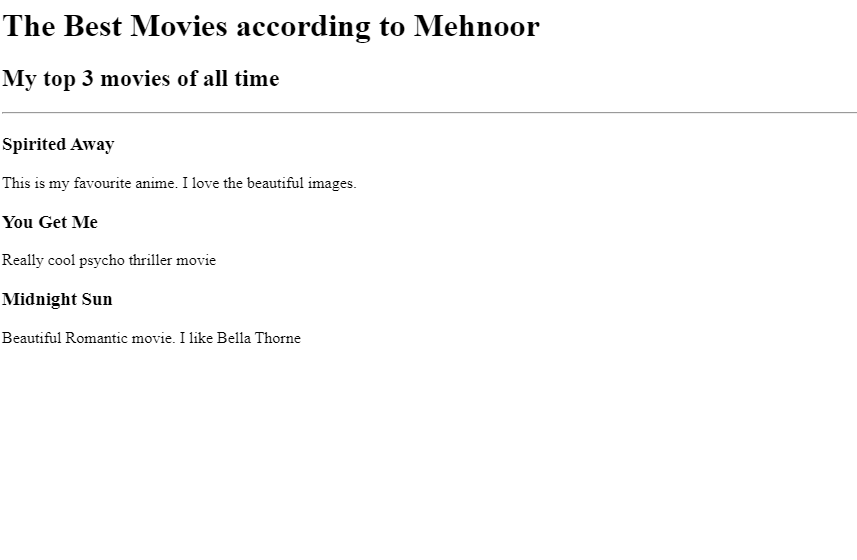 The Best Movies according to Mehnoor
My top 3 movies of all time
Spirited Away
This is my favourite anime. I love the beautiful images.
You Get Me
Really cool psycho thriller movie
Midnight Sun
Beautiful Romantic movie. I like Bella Thorne